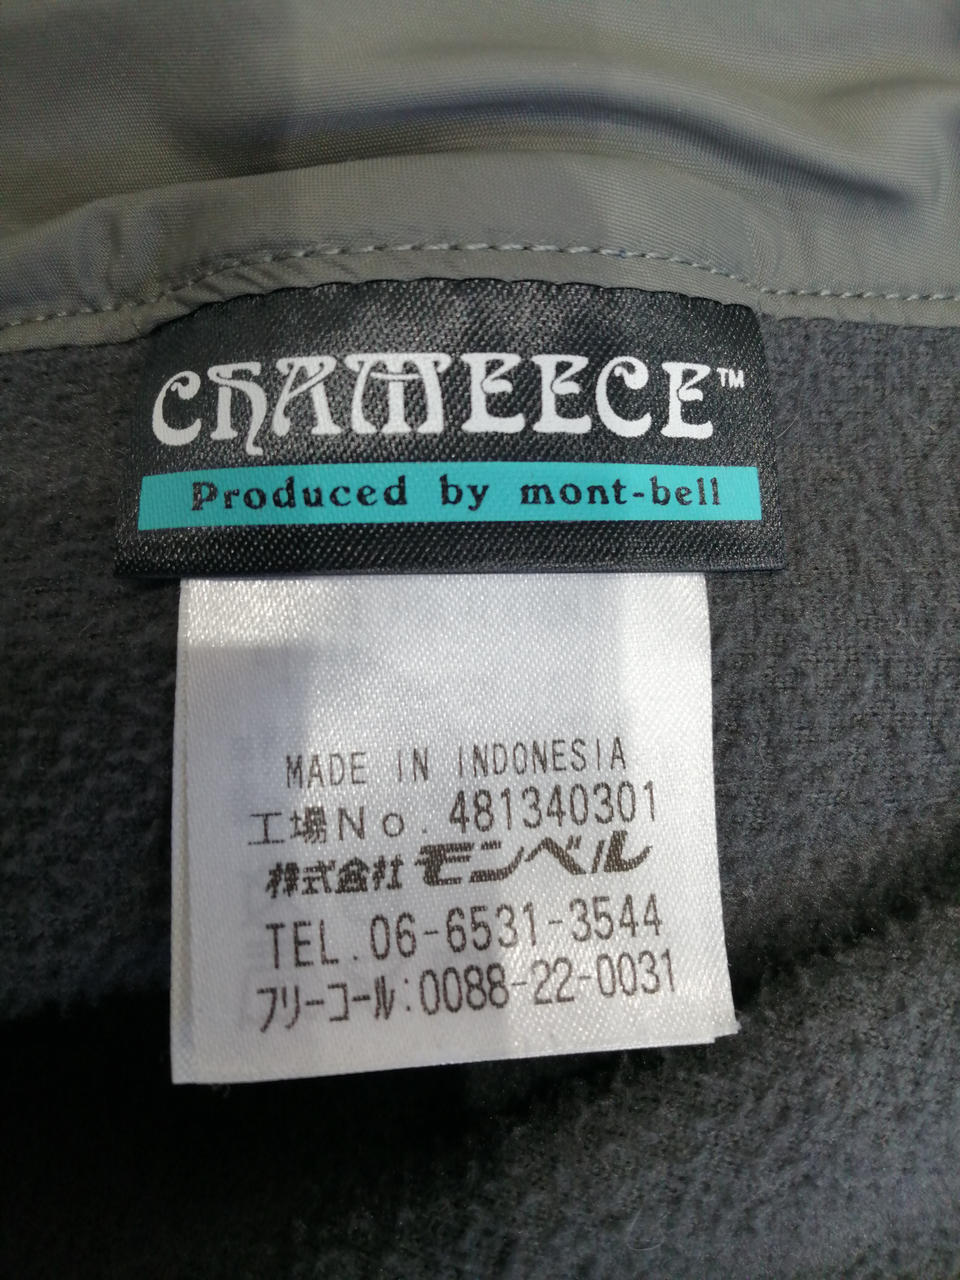 CHAMEECE™
Produced by mont-bell
MADE IN INDONESIA
工場No. 481340301
株式会社モンベル
TEL.06-6531-3544
フリーコール:0088-22-0031